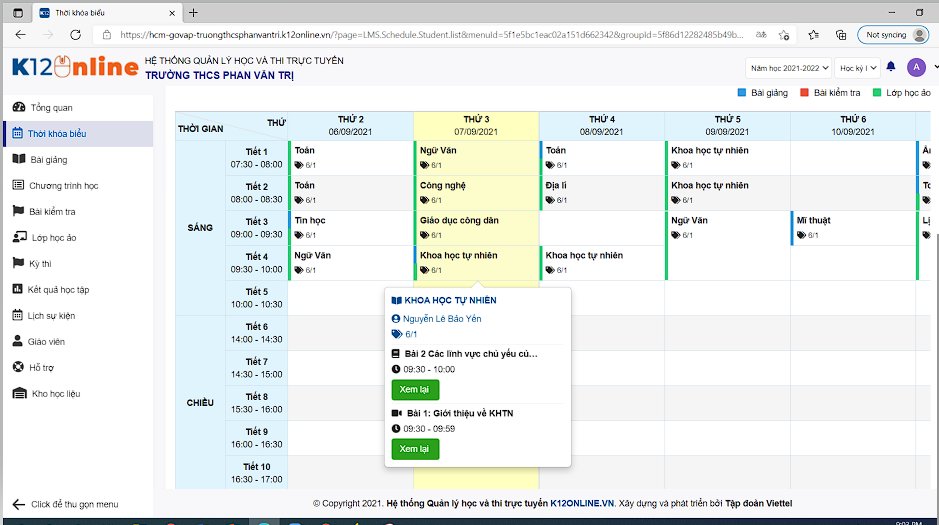 K12 Thời khóa biểu
https://hcm-govap-truongthcsphanvantri.k12online.vn/?page=LMS.Schedule.Student.list&menuId=5f1e5bc1eac02a151d662342&groupId=5f86d12282485b49b...
Not syncing
K12Online
HỆ THỐNG QUẢN LÝ HỌC VÀ THI TRỰC TUYẾN
TRƯỜNG THCS PHAN VĂN TRỊ
Năm học 2021-2022
Học kỳ I
A
Tổng quan
Thời khóa biểu
Bài giảng
Chương trình học
Bài kiểm tra
Lớp học ảo
Kỳ thi
Kết quả học tập
Lịch sự kiện
Giáo viên
Hỗ trợ
Kho học liệu
Click để thu gọn menu
Bài giảng Bài kiểm tra Lớp học ảo
THỜI GIAN THỨ
THỨ 2 THỨ 3 THỨ 4 THỨ 5 THỨ 6
06/09/2021 07/09/2021 08/09/2021 09/09/2021 10/09/2021
SÁNG
Tiết 1 Toán Ngữ Văn Toán Khoa học tự nhiên
07:30 - 08:00 6/1 6/1 6/1 6/1
Tiết 2 Toán Công nghệ Địa lí Khoa học tự nhiên
08:00 - 08:30 6/1 6/1 6/1 6/1
Tiết 3 Tin học Giáo dục công dân Ngữ Văn Mĩ thuật
09:00 - 09:30 6/1 6/1 6/1 6/1
Tiết 4 Ngữ Văn Khoa học tự nhiên Khoa học tự nhiên
09:30 - 10:00 6/1 6/1 6/1
Tiết 5
10:00 - 10:30
CHIỀU
Tiết 6
14:00 - 14:30
Tiết 7
14:30 - 15:00
Tiết 8
15:30 - 16:00
Tiết 9
16:00 - 16:30
Tiết 10
16:30 - 17:00
KHOA HỌC TỰ NHIÊN
Nguyễn Lê Bảo Yến
6/1
Bài 2 Các lĩnh vực chủ yếu củ...
09:30 - 10:00
Xem lại
Bài 1: Giới thiệu về KHTN
09:30 - 09:59
Xem lại
© Copyright 2021. Hệ thống Quản lý học và thi trực tuyến K12ONLINE.VN. Xây dựng và phát triển bởi Tập đoàn Viettel